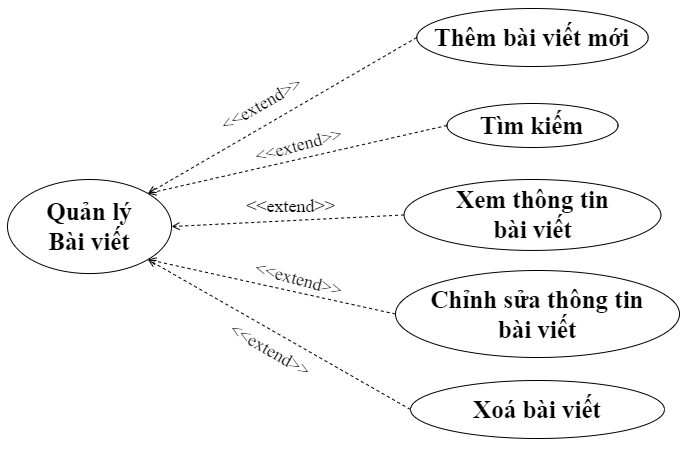 Thêm bài viết mới
<<extend>>
Tìm kiếm
<<extend>>
Xem thông tin
bài viết
<<extend>>
Quản lý
Bài viết
<<extend>>
Chỉnh sửa thông tin
bài viết
<<extend>>
Xoá bài viết